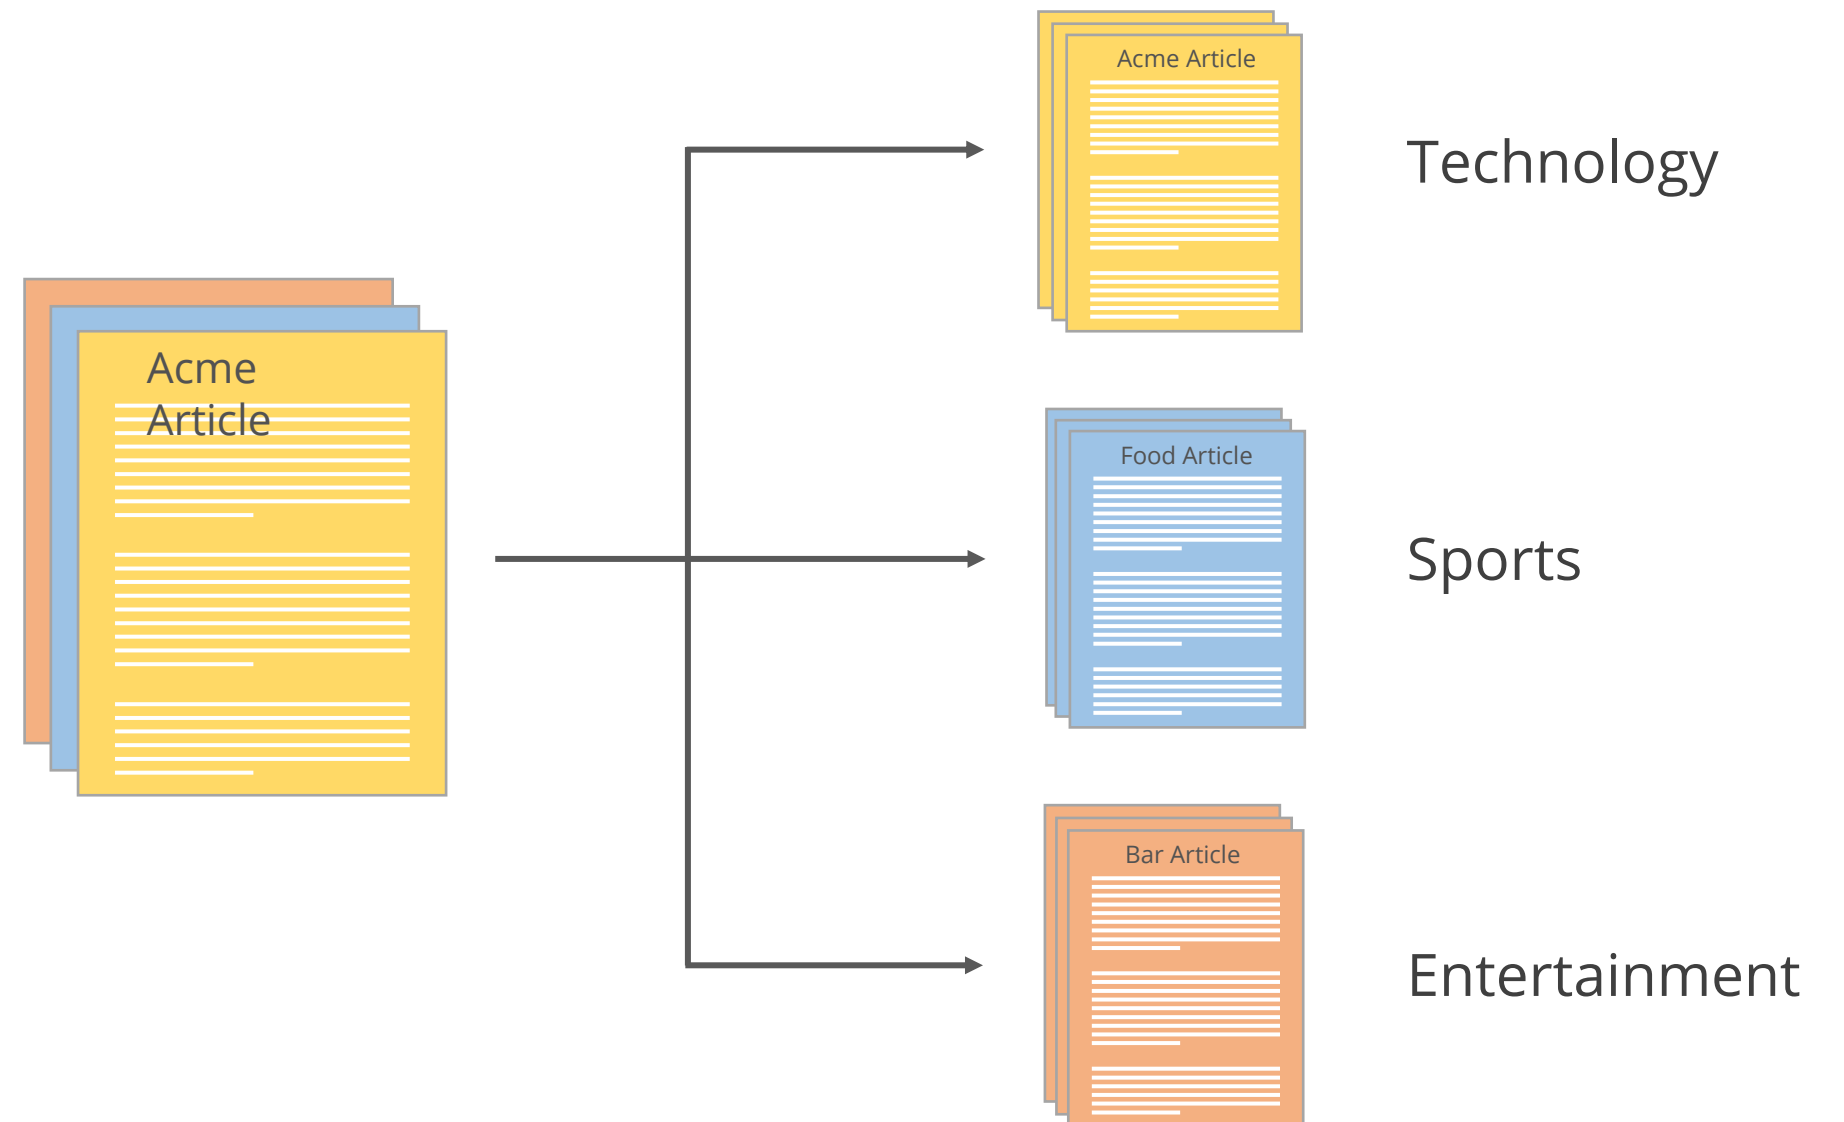 Acme
Article
Acme Article
Technology
Food Article
Sports
Bar Article
Entertainment